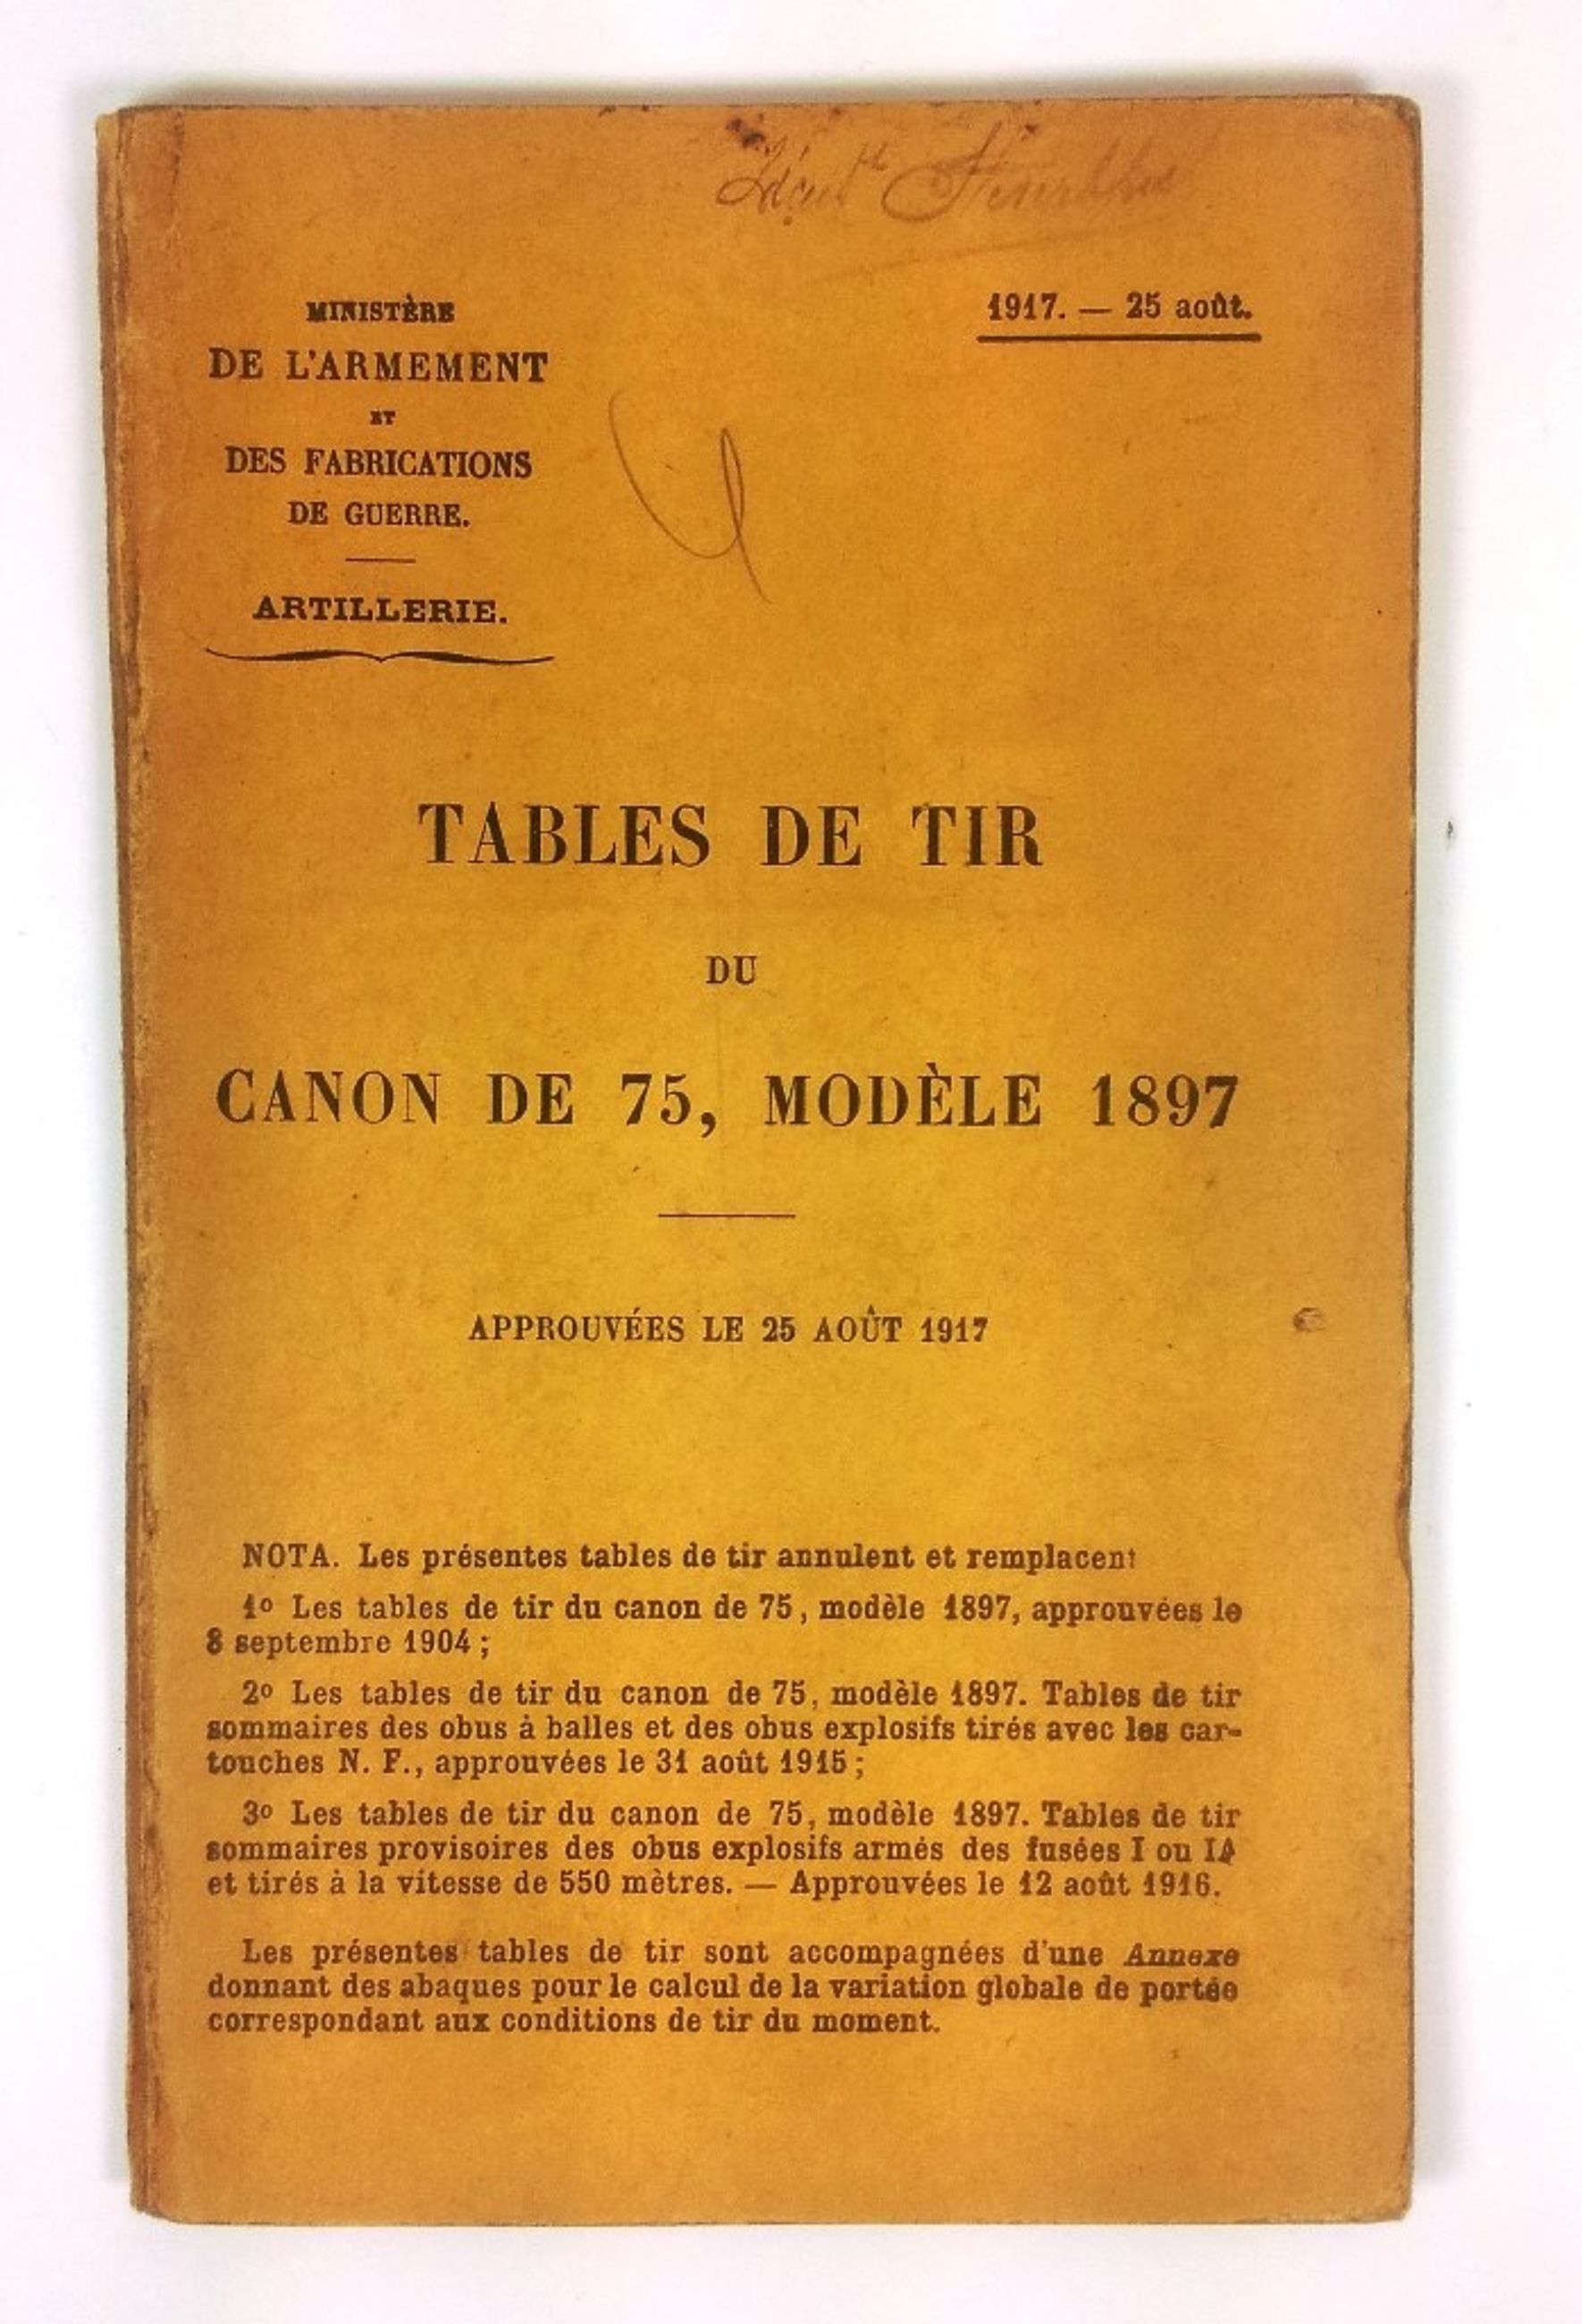 MINISTÈRE
DE L'ARMEMENT
ET
DES FABRICATIONS
DE GUERRE.
ARTILLERIE.
1917. — 25 août.
TABLES DE TIR
DU
CANON DE 75, MODÈLE 1897
APPROUVÉES LE 25 AOÛT 1917
NOTA. Les présentes tables de tir annulent et remplacent
1º Les tables de tir du canon de 75, modèle 1897, approuvées le
8 septembre 1904 ;
2º Les tables de tir du canon de 75, modèle 1897. Tables de tir
sommaires des obus à balles et des obus explosifs tirés avec les car-
touches N. F., approuvées le 31 août 1915 ;
3º Les tables de tir du canon de 75, modèle 1897. Tables de tir
sommaires provisoires des obus explosifs armés des fusées I ou IA
et tirés à la vitesse de 550 mètres. — Approuvées le 12 août 1916.
Les présentes tables de tir sont accompagnées d'une Annexe
donnant des abaques pour le calcul de la variation globale de portée
correspondant aux conditions de tir du moment.